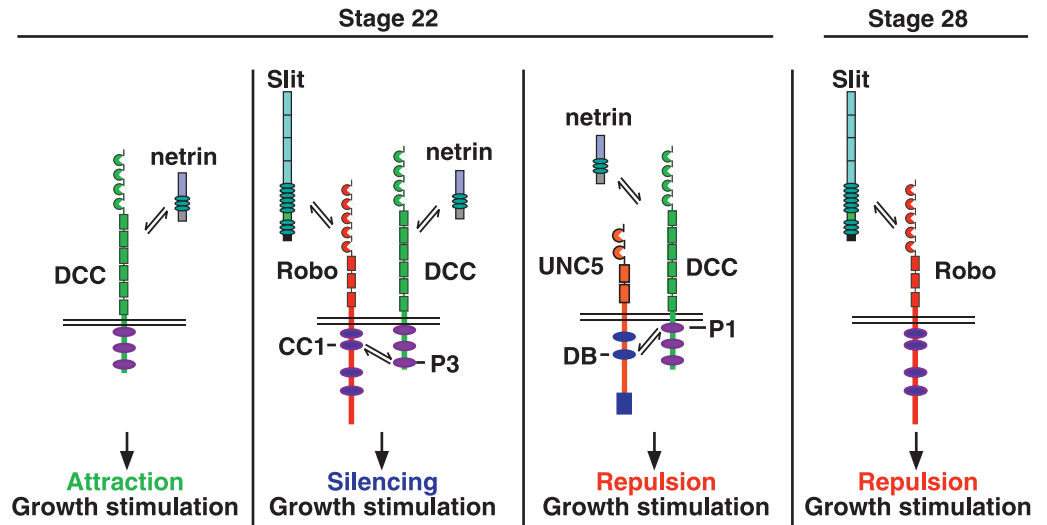 Stage 22
Stage 28
netrin
DCC
Attraction
Growth stimulation
Slit
netrin
Robo
DCC
CC1
P3
Silencing
Growth stimulation
netrin
UNC5
DCC
P1
DB
Repulsion
Growth stimulation
Slit
Robo
Repulsion
Growth stimulation